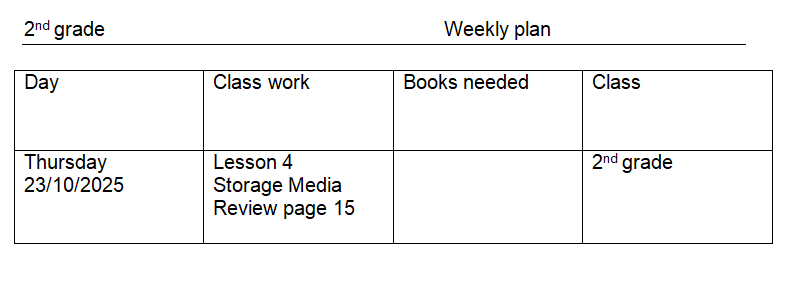 2nd grade Weekly plan
Day Class work Books needed Class
Thursday Lesson 4 2nd grade
23/10/2025 Storage Media
Review page 15